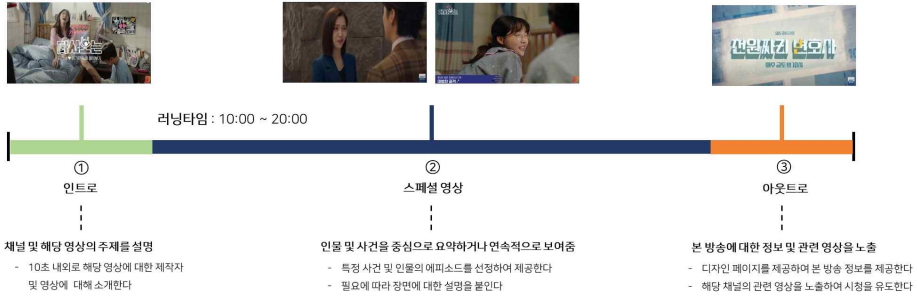 천원짜리 변호사
러닝타임 : 10:00 ~ 20:00
①
인트로
②
스페셜 영상
③
아웃트로
채널 및 해당 영상의 주제를 설명
- 10초 내외로 해당 영상에 대한 제작자
및 영상에 대해 소개한다
인물 및 사건을 중심으로 요약하거나 연속적으로 보여줌
- 특정 사건 및 인물의 에피소드를 선정하여 제공한다
- 필요에 따라 장면에 대한 설명을 붙인다
본 방송에 대한 정보 및 관련 영상을 노출
- 디자인 페이지를 제공하여 본 방송 정보를 제공한다
- 해당 채널의 관련 영상을 노출하여 시청을 유도한다